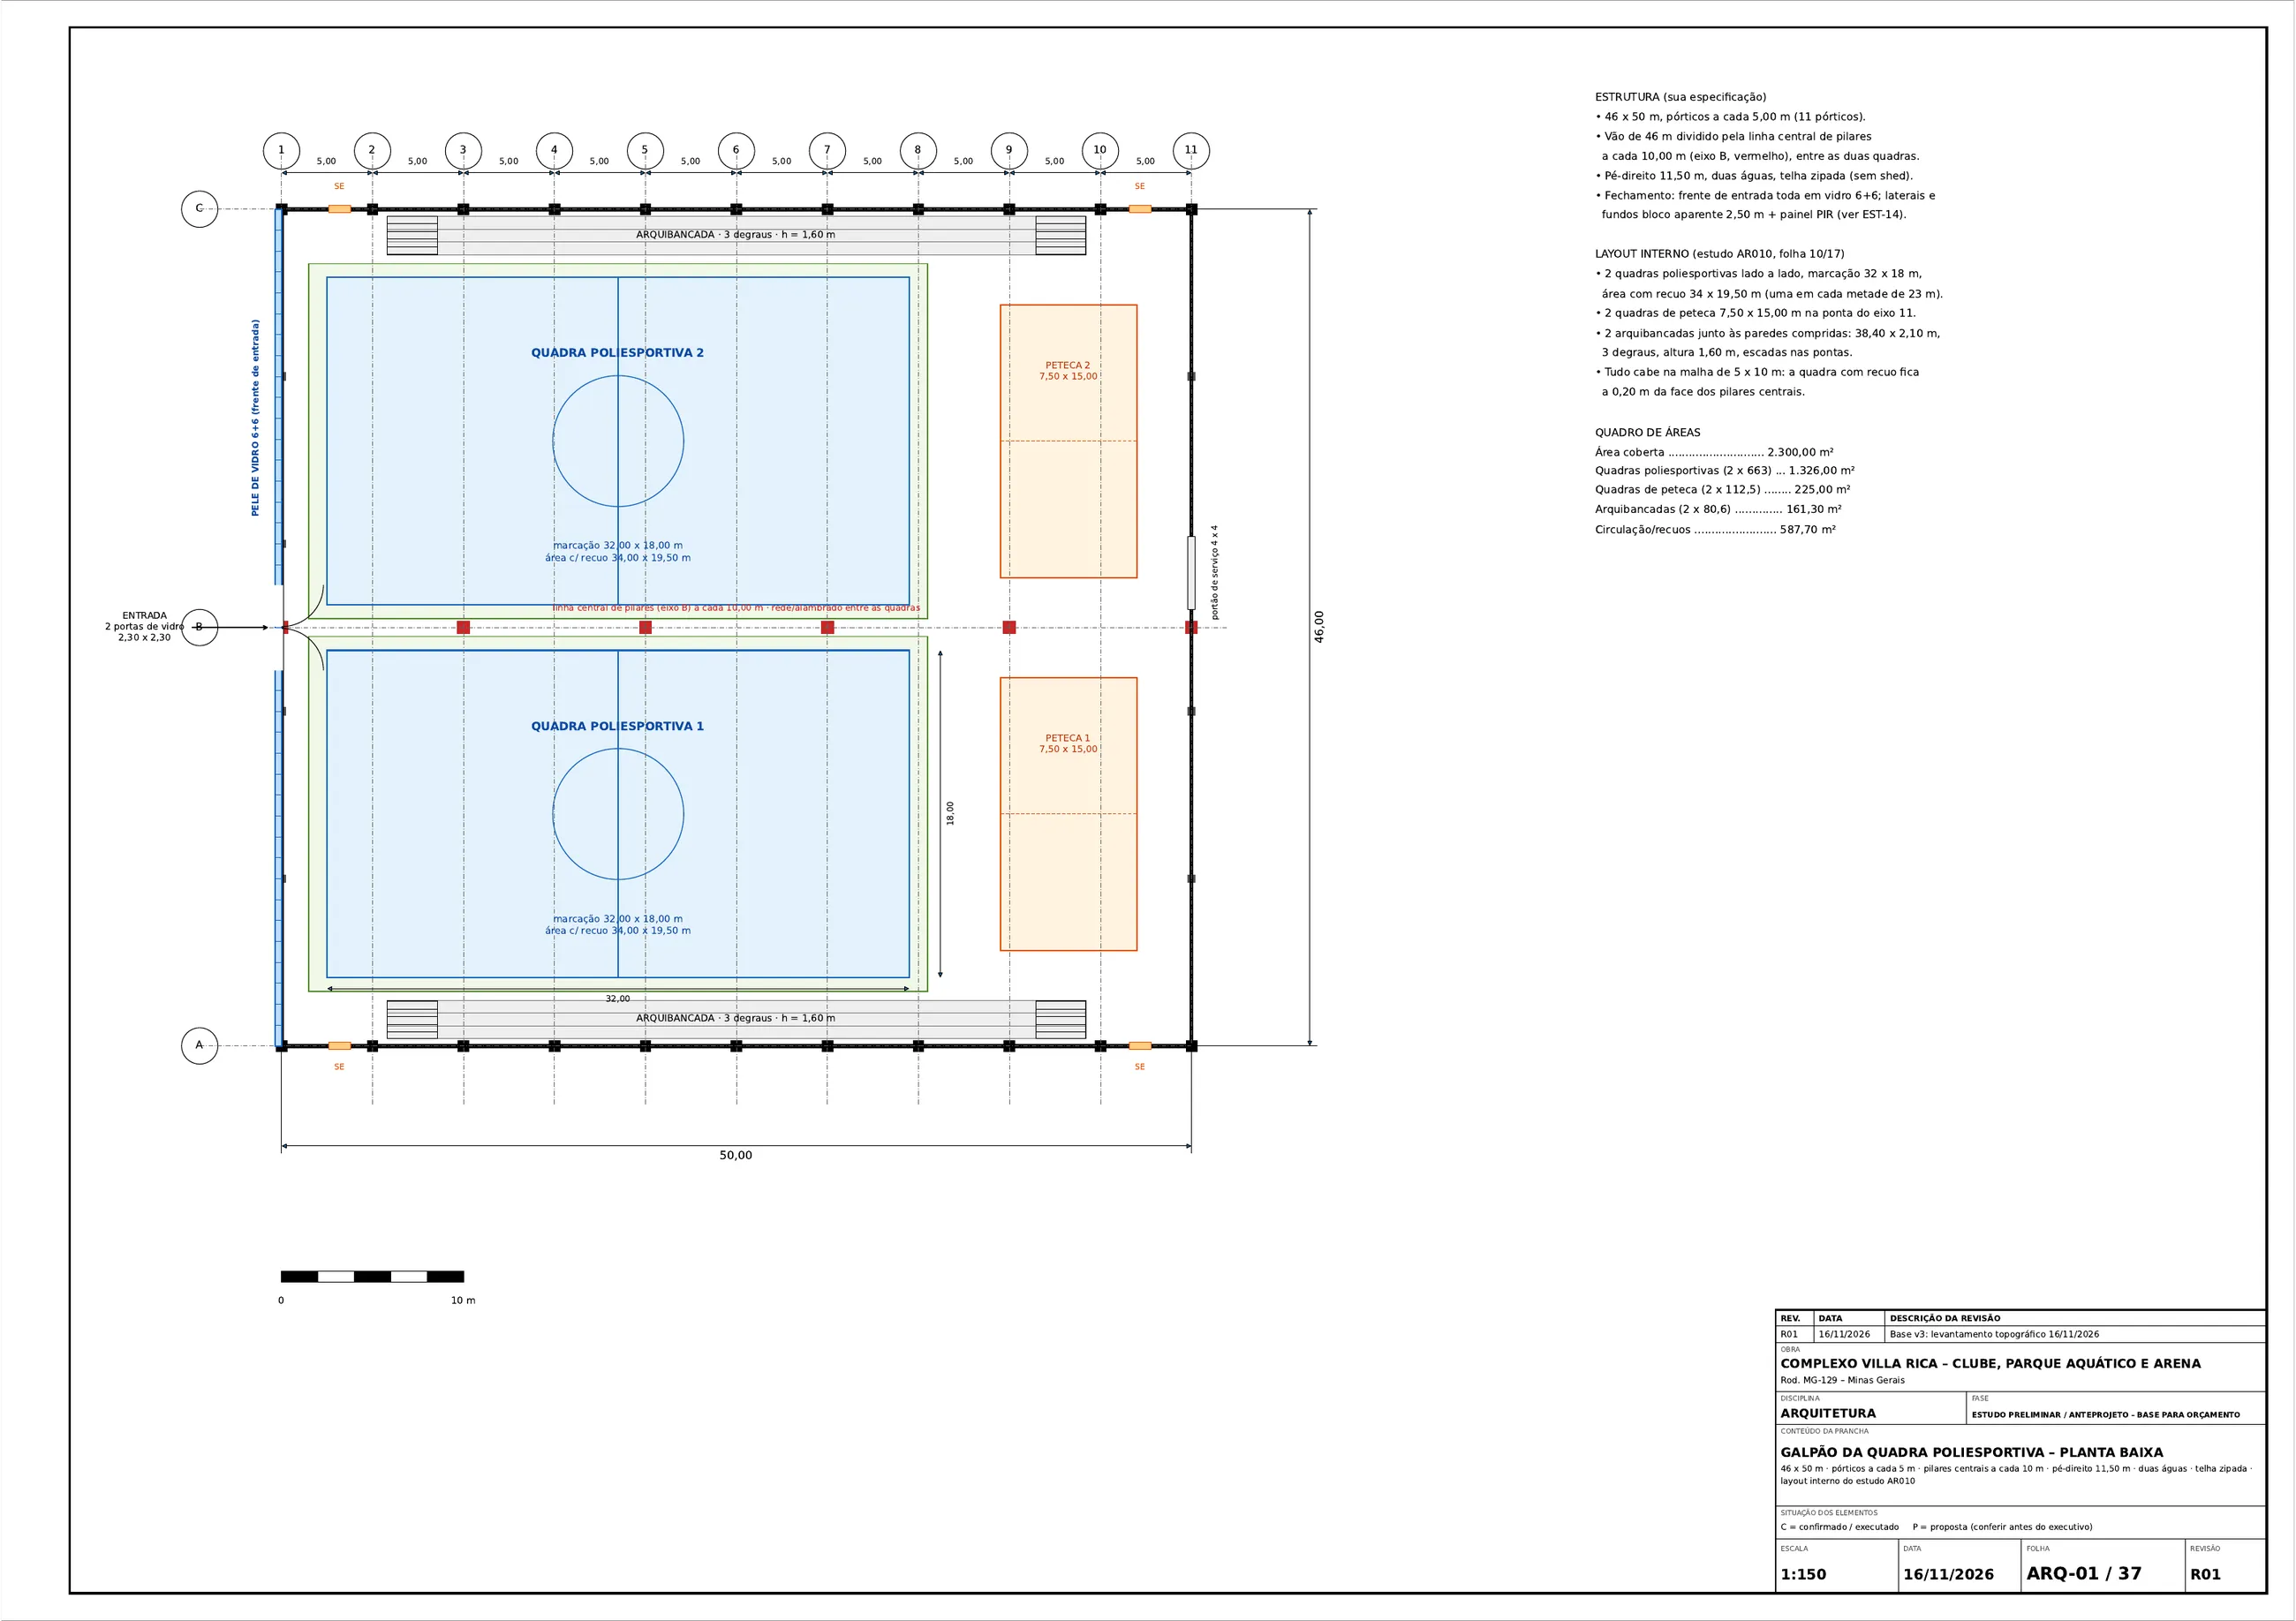 ESTRUTURA (sua especificação)
• 46 x 50 m, pórticos a cada 5,00 m (11 pórticos).
• Vão de 46 m dividido pela linha central de pilares
a cada 10,00 m (eixo B, vermelho), entre as duas quadras.
• Pé-direito 11,50 m, duas águas, telha zipada (sem shed).
• Fechamento: frente de entrada toda em vidro 6+6; laterais e
fundos bloco aparente 2,50 m + painel PIR (ver EST-14).
LAYOUT INTERNO (estudo AR010, folha 10/17)
• 2 quadras poliesportivas lado a lado, marcação 32 x 18 m,
área com recuo 34 x 19,50 m (uma em cada metade de 23 m).
• 2 quadras de peteca 7,50 x 15,00 m na ponta do eixo 11.
• 2 arquibancadas junto às paredes compridas: 38,40 x 2,10 m,
3 degraus, altura 1,60 m, escadas nas pontas.
• Tudo cabe na malha de 5 x 10 m: a quadra com recuo fica
a 0,20 m da face dos pilares centrais.
QUADRO DE ÁREAS
Área coberta ............................ 2.300,00 m²
Quadras poliesportivas (2 x 663) ... 1.326,00 m²
Quadras de peteca (2 x 112,5) ........ 225,00 m²
Arquibancadas (2 x 80,6) .............. 161,30 m²
Circulação/recuos ........................ 587,70 m²
1 2 3 4 5 6 7 8 9 10 11
5,00 5,00 5,00 5,00 5,00 5,00 5,00 5,00 5,00 5,00
SE SE
C
ARQUIBANCADA · 3 degraus · h = 1,60 m
PELE DE VIDRO 6+6 (frente de entrada)
QUADRA POLIESPORTIVA 2
PETECA 2
7,50 x 15,00
marcação 32,00 x 18,00 m
área c/ recuo 34,00 x 19,50 m
portão de serviço 4 x 4
linha central de pilares (eixo B) a cada 10,00 m · rede/alambrado entre as quadras
ENTRADA
2 portas de vidro
2,30 x 2,30
B
46,00
QUADRA POLIESPORTIVA 1
PETECA 1
7,50 x 15,00
18,00
marcação 32,00 x 18,00 m
área c/ recuo 34,00 x 19,50 m
32,00
ARQUIBANCADA · 3 degraus · h = 1,60 m
A
SE SE
50,00
0 10 m
REV. DATA DESCRIÇÃO DA REVISÃO
R01 16/11/2026 Base v3: levantamento topográfico 16/11/2026
OBRA
COMPLEXO VILLA RICA – CLUBE, PARQUE AQUÁTICO E ARENA
Rod. MG-129 – Minas Gerais
DISCIPLINA FASE
ARQUITETURA ESTUDO PRELIMINAR / ANTEPROJETO – BASE PARA ORÇAMENTO
CONTEÚDO DA PRANCHA
GALPÃO DA QUADRA POLIESPORTIVA – PLANTA BAIXA
46 x 50 m · pórticos a cada 5 m · pilares centrais a cada 10 m · pé-direito 11,50 m · duas águas · telha zipada ·
layout interno do estudo AR010
SITUAÇÃO DOS ELEMENTOS
C = confirmado / executado P = proposta (conferir antes do executivo)
ESCALA DATA FOLHA REVISÃO
1:150 16/11/2026 ARQ-01 / 37 R01